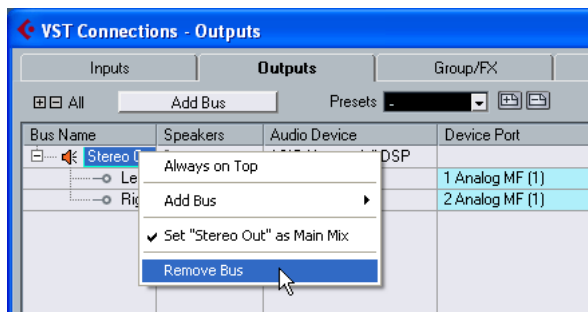 VST Connections - Outputs
Inputs Outputs Group/FX
All Add Bus Presets -
Bus Name Speakers Audio Device Device Port
Stereo DSP
1 Analog MF (1)
2 Analog MF (1)
Always on Top
Add Bus
Set "Stereo Out" as Main Mix
Remove Bus